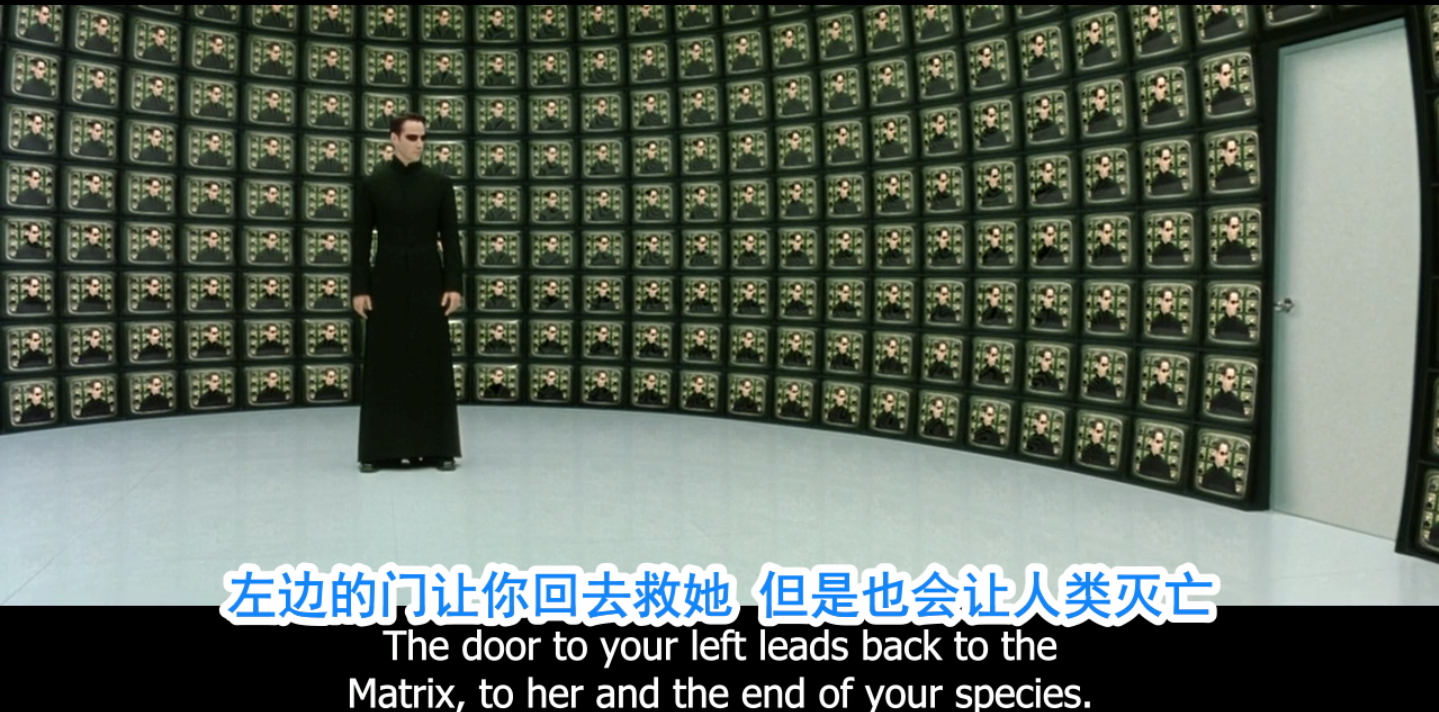 左边的门让你回去救她 但是也会让人类灭亡
The door to your left leads back to the
Matrix, to her and the end of your species.